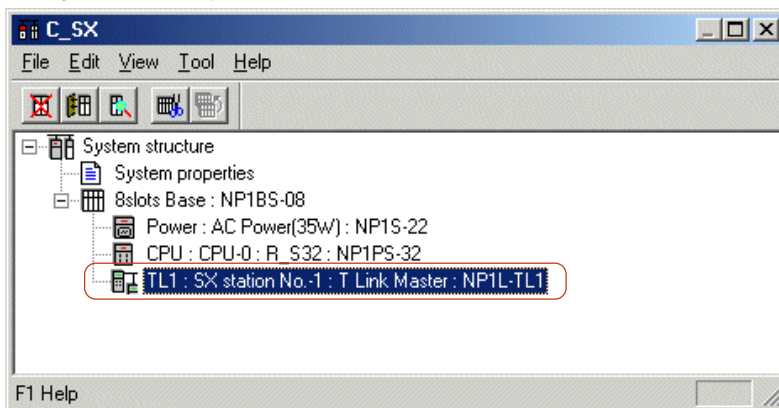 C_SX
File Edit View Tool Help
System structure
System properties
8slots Base : NP1BS-08
Power : AC Power(35W) : NP1S-22
CPU : CPU-0 : R_S32 : NP1PS-32
TL1 : SX station No.-1 : T Link Master : NP1L-TL1
F1 Help